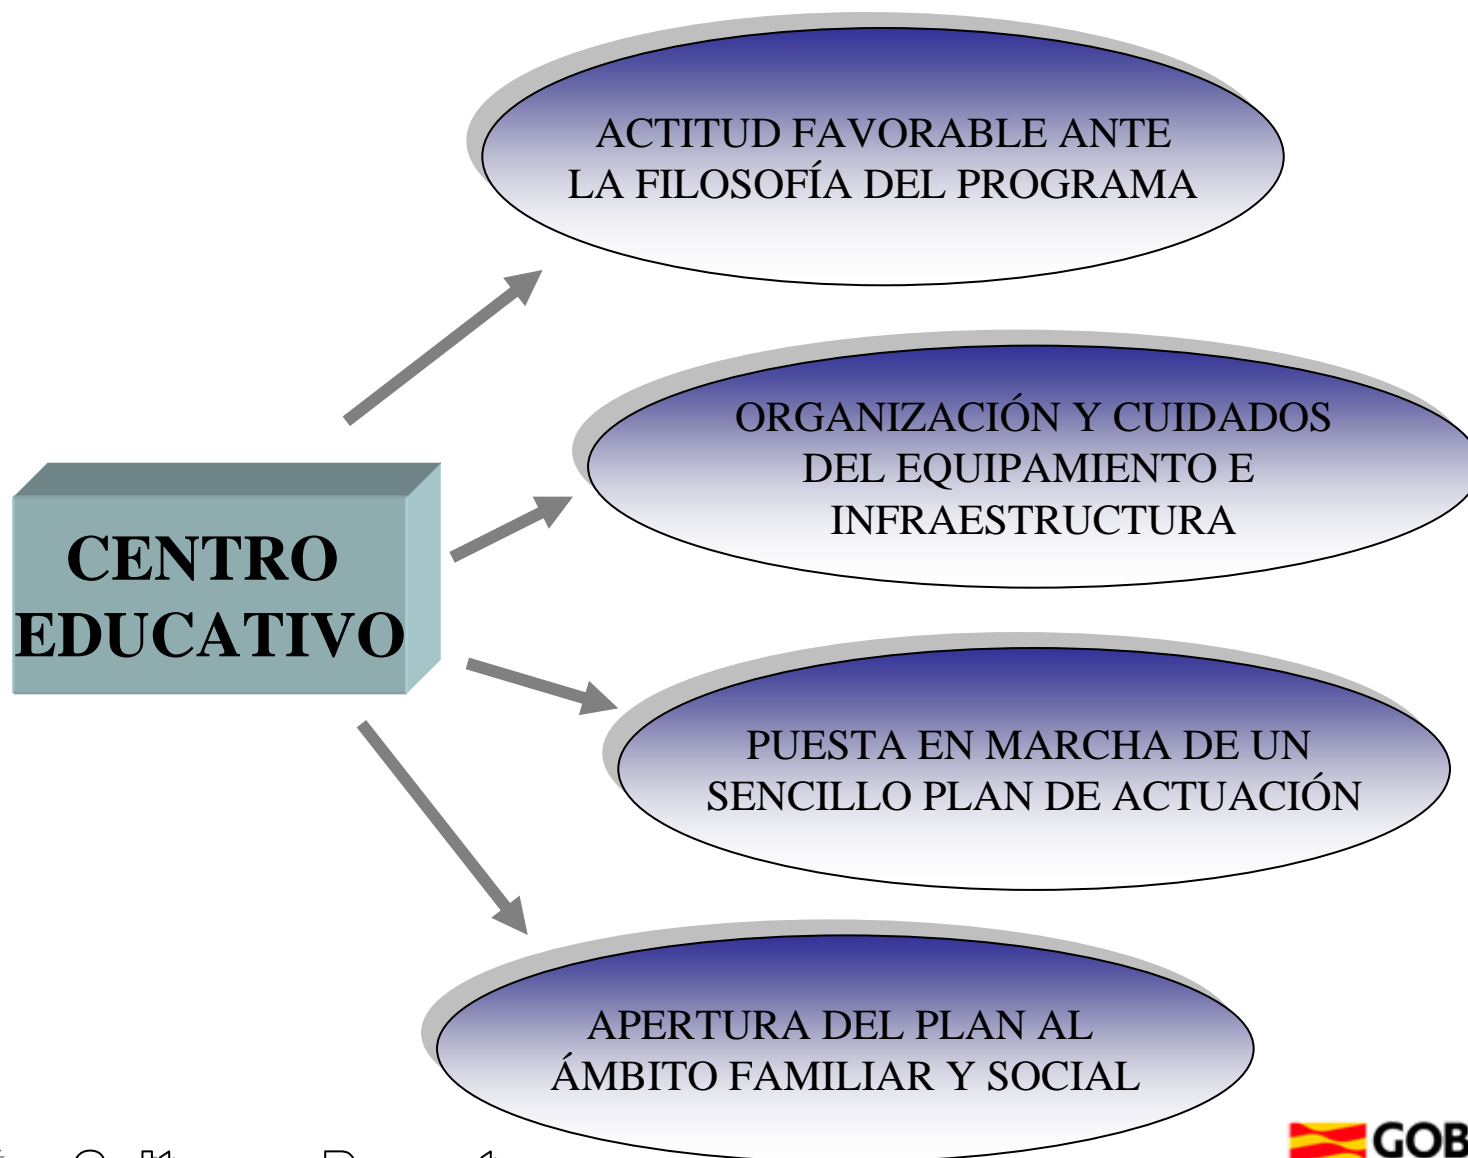 ACTITUD FAVORABLE ANTE
LA FILOSOFÍA DEL PROGRAMA
ORGANIZACIÓN Y CUIDADOS
DEL EQUIPAMIENTO E
INFRAESTRUCTURA
CENTRO
EDUCATIVO
PUESTA EN MARCHA DE UN
SENCILLO PLAN DE ACTUACIÓN
APERTURA DEL PLAN AL
ÁMBITO FAMILIAR Y SOCIAL
GOB